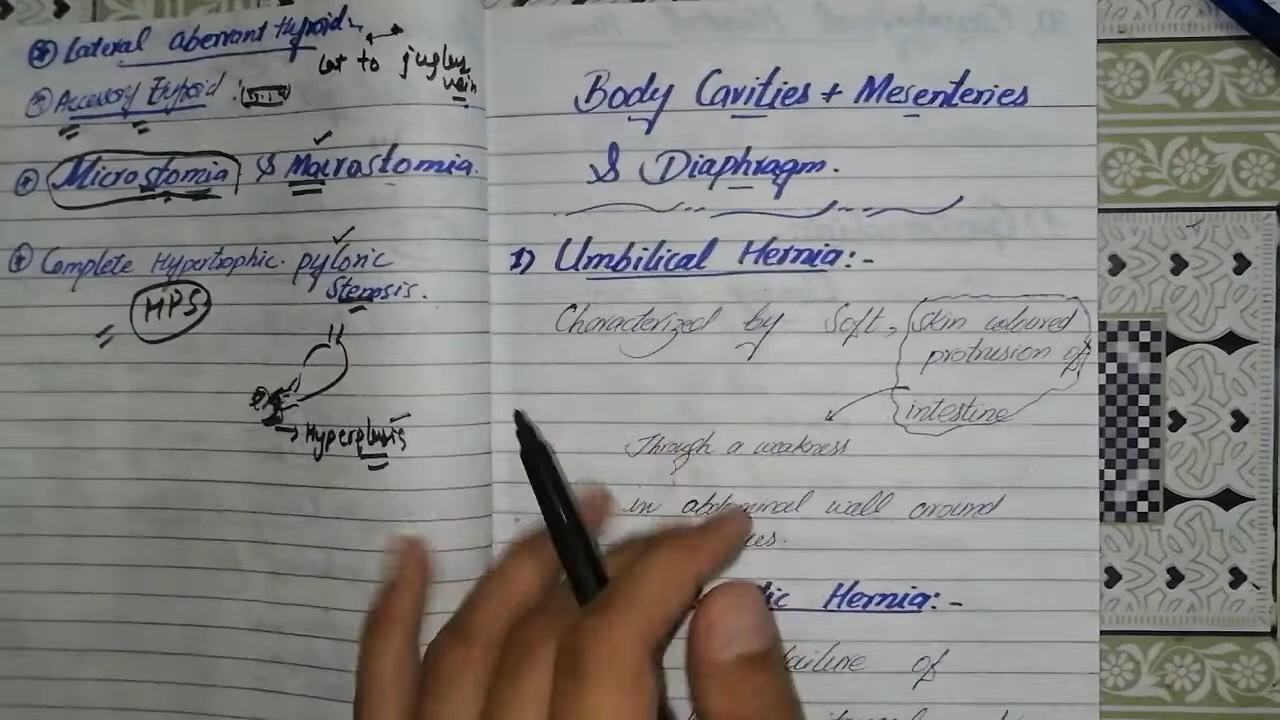 Lateral aberrant thyroid:-
Lat to jugular vein
Accessory thyroid :
Microstomia & Macrostomia.
Complete Hypertrophic. pyloric
stenosis.
HPS
Hyperplasis
Body Cavities + Mesenteries
& Diaphragm.
1) Umbilical Hernia:-
Characterized by Soft, skin coloured
protrusion of
intestine
Through a weakness
in abdominal wall around
Hernia:-
failure of